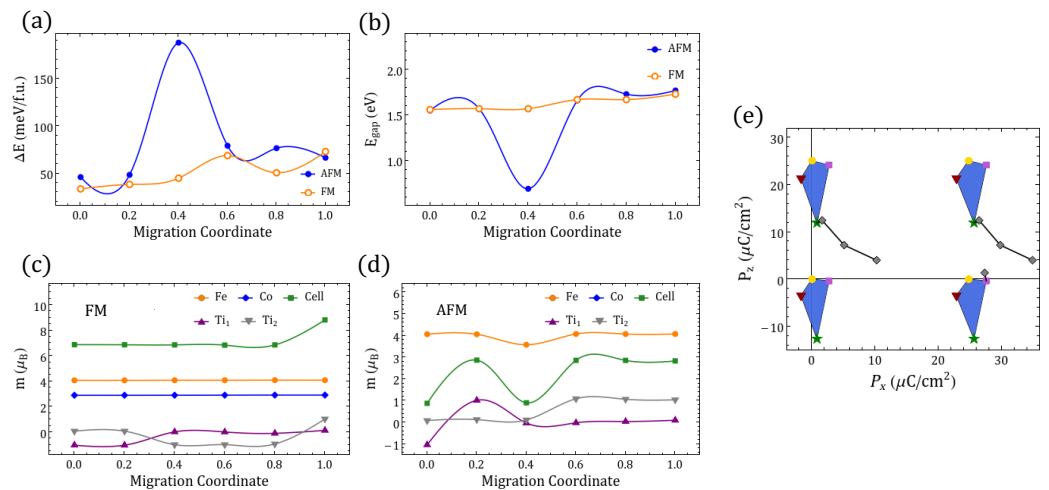 (a)
ΔE (meV/f.u.)
150
100
50
AFM
FM
0.0 0.2 0.4 0.6 0.8 1.0
Migration Coordinate
(b)
E_gap (eV)
2.0
1.8
1.0
AFM
FM
0.0 0.2 0.4 0.6 0.8 1.0
Migration Coordinate
(c)
m (μ_B)
10
8
6
4
2
0
Fe Co Cell
FM
Ti₁ Ti₂
0.0 0.2 0.4 0.6 0.8 1.0
Migration Coordinate
(d)
m (μ_B)
6
5
4
3
2
1
0
−1
Fe Co Cell
AFM
Ti₁ Ti₂
0.0 0.2 0.4 0.6 0.8 1.0
Migration Coordinate
(e)
P_z (μC/cm²)
30
20
10
0
−10
0 10 20 30
P_x (μC/cm²)